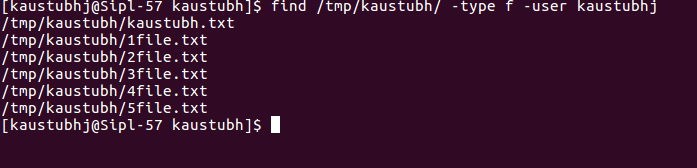 [kaustubhj@Sipl-57 kaustubh]$ find /tmp/kaustubh/ -type f -user kaustubhj
/tmp/kaustubh/kaustubh.txt
/tmp/kaustubh/1file.txt
/tmp/kaustubh/2file.txt
/tmp/kaustubh/3file.txt
/tmp/kaustubh/4file.txt
/tmp/kaustubh/5file.txt
[kaustubhj@Sipl-57 kaustubh]$